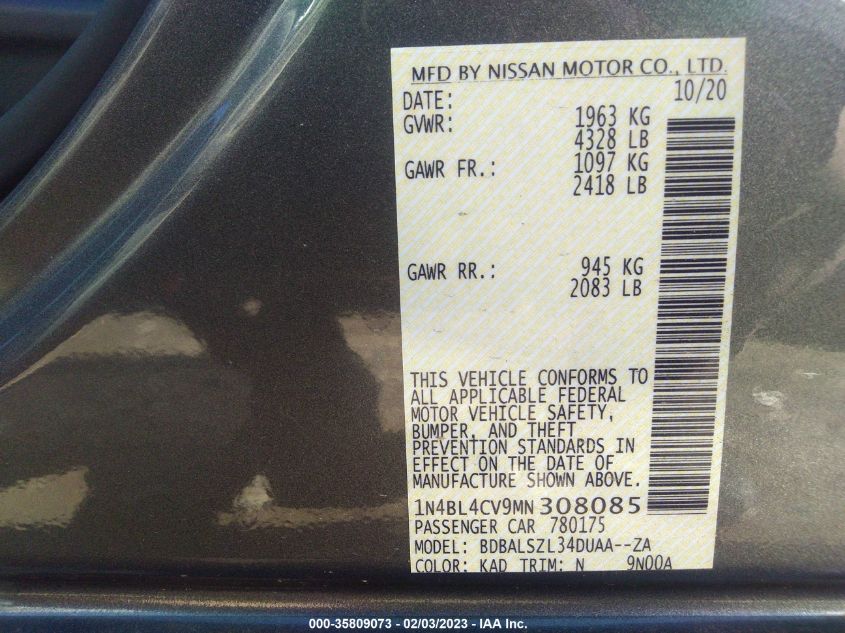 MFD BY NISSAN MOTOR CO., LTD.
DATE: 10/20
GVWR: 1963 KG
4328 LB
GAWR FR.: 1097 KG
2418 LB
GAWR RR.: 945 KG
2083 LB
THIS VEHICLE CONFORMS TO
ALL APPLICABLE FEDERAL
MOTOR VEHICLE SAFETY,
BUMPER, AND THEFT
PREVENTION STANDARDS IN
EFFECT ON THE DATE OF
MANUFACTURE SHOWN ABOVE.
1N4BL4CV9MN308085
PASSENGER CAR 780175
MODEL: BDBALSZL34DUAA--ZA
COLOR: KAD TRIM: N 9N00A
000-35809073 - 02/03/2023 - © IAA Inc.